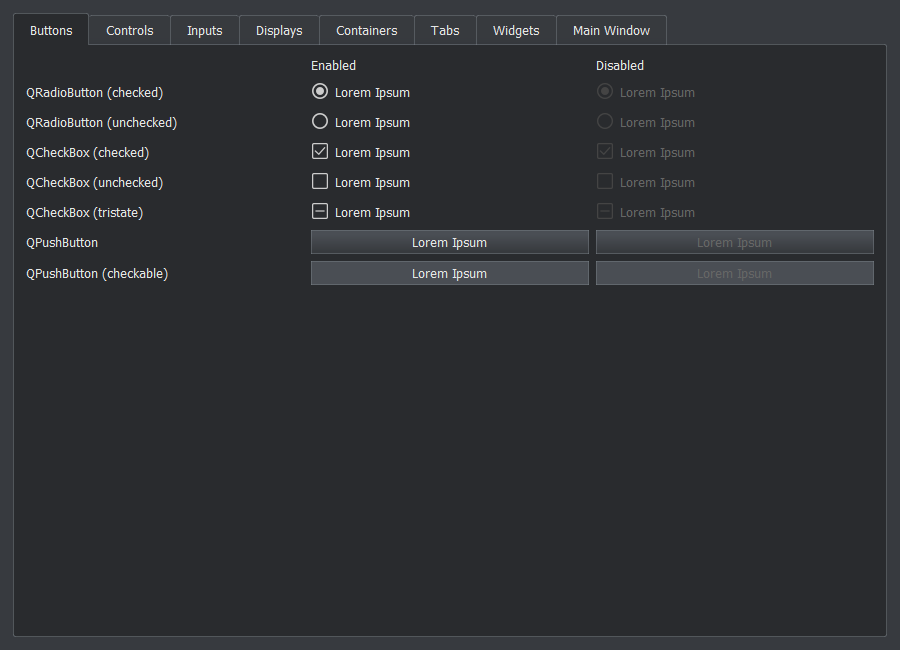 Buttons Controls Inputs Displays Containers Tabs Widgets Main Window
Enabled Disabled
QRadioButton (checked) Lorem Ipsum Lorem Ipsum
QRadioButton (unchecked) Lorem Ipsum Lorem Ipsum
QCheckBox (checked) Lorem Ipsum Lorem Ipsum
QCheckBox (unchecked) Lorem Ipsum Lorem Ipsum
QCheckBox (tristate) Lorem Ipsum Lorem Ipsum
QPushButton Lorem Ipsum Lorem Ipsum
QPushButton (checkable) Lorem Ipsum Lorem Ipsum